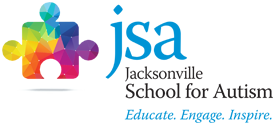 jsa
Jacksonville
School for Autism
Educate. Engage. Inspire.